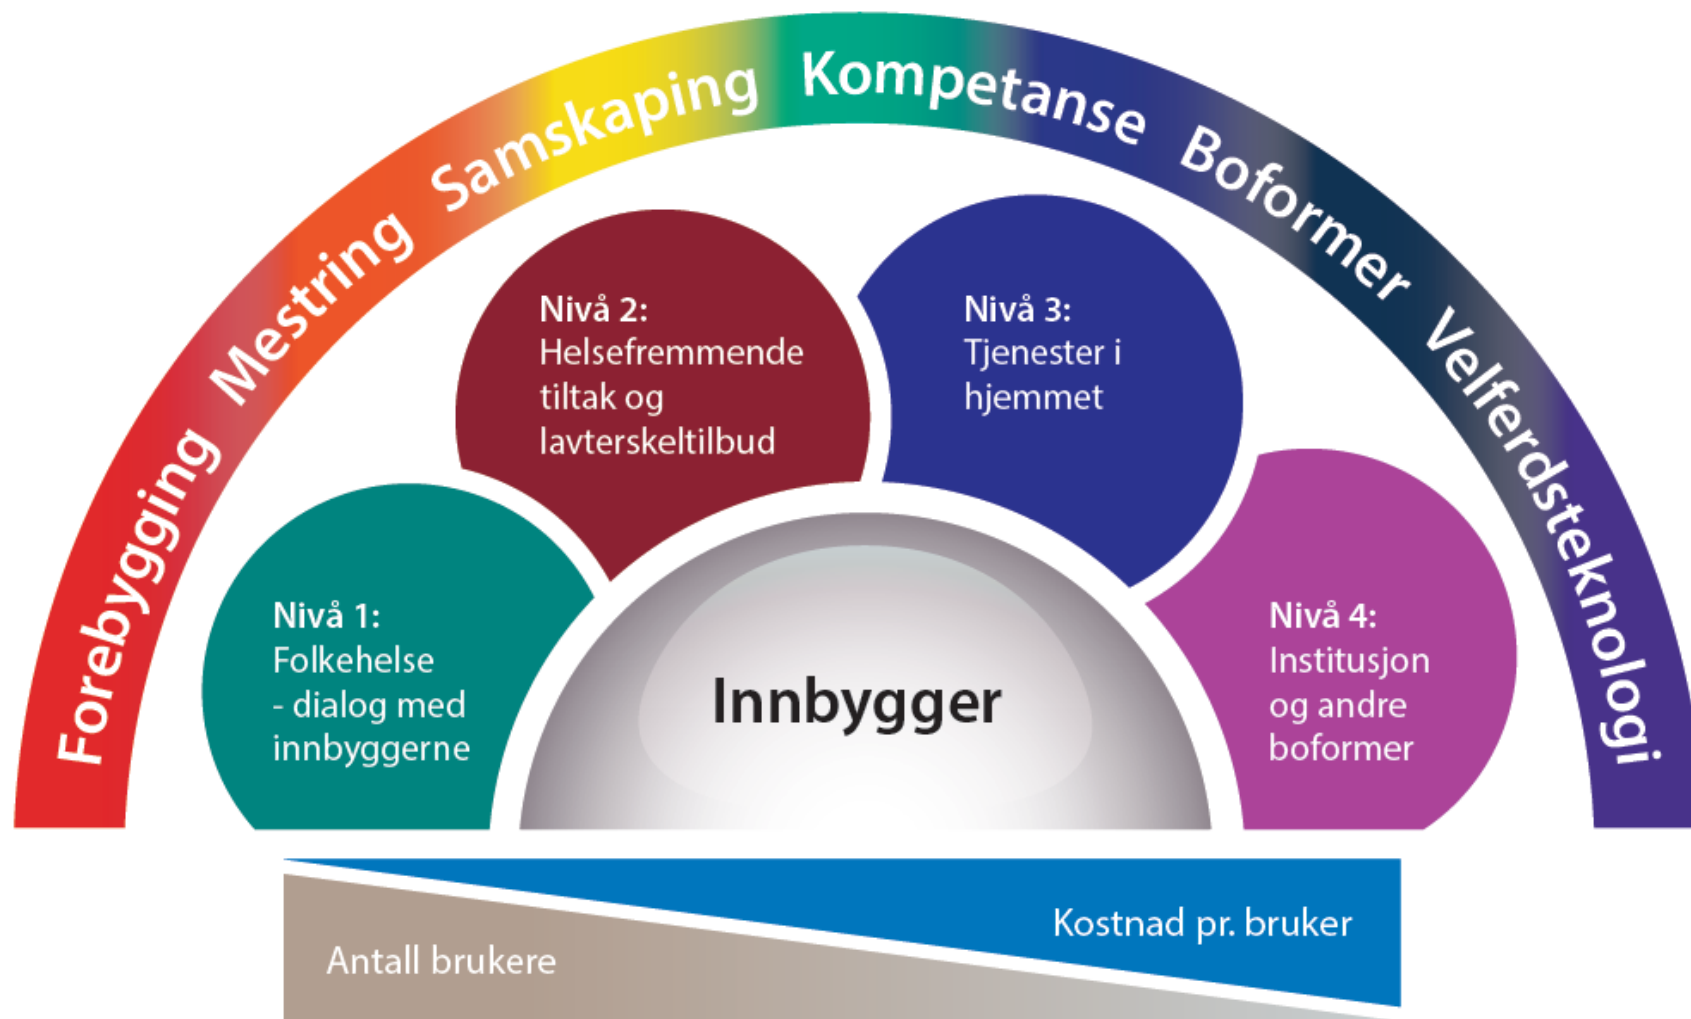 Forebygging Mestring Samskaping Kompetanse Boformer Velferdsteknologi
Nivå 1:
Folkehelse
- dialog med
innbyggerne
Nivå 2:
Helsefremmende
tiltak og
lavterskeltilbud
Nivå 3:
Tjenester i
hjemmet
Nivå 4:
Institusjon
og andre
boformer
Innbygger
Antall brukere
Kostnad pr. bruker